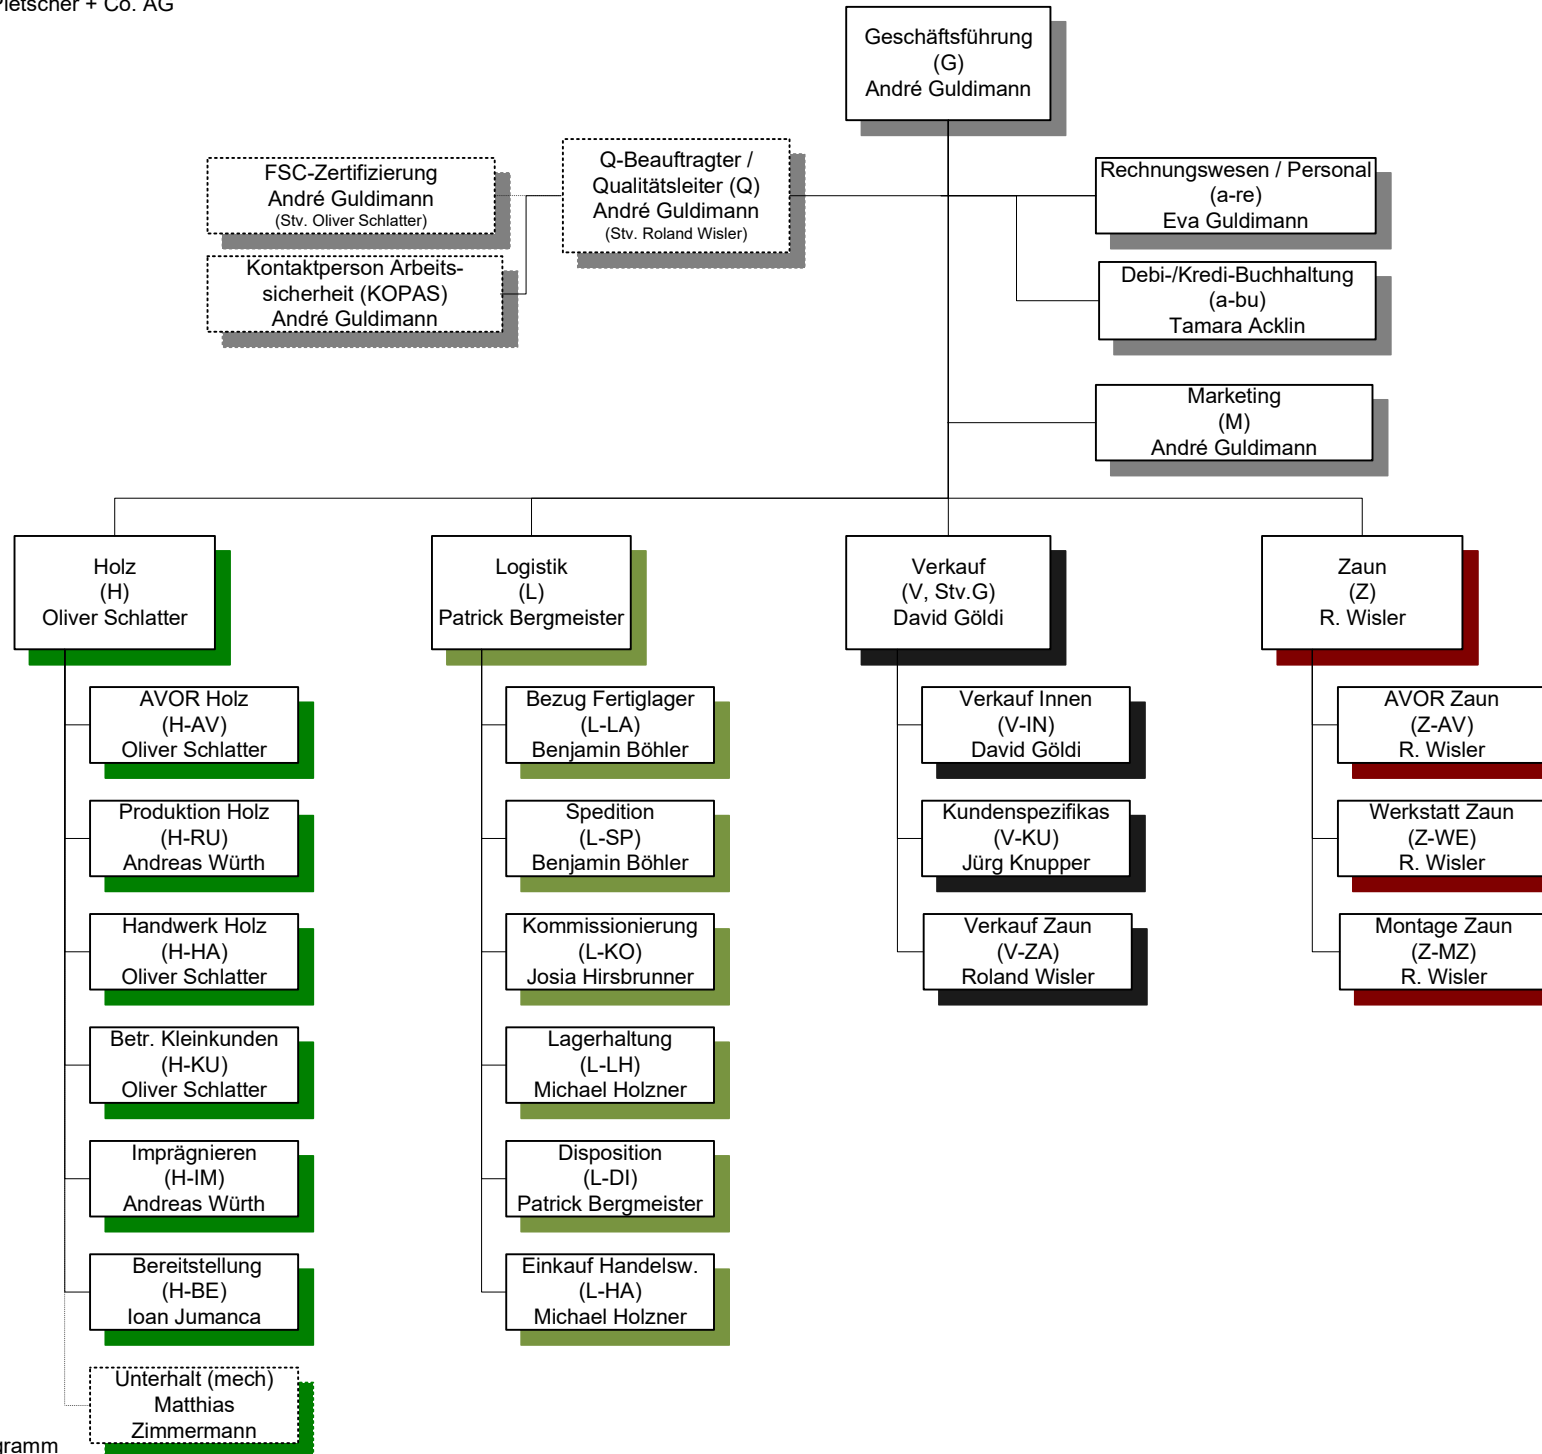 Pletscher + Co. AG
Geschäftsführung
(G)
André Guldimann
FSC-Zertifizierung
André Guldimann
(Stv. Oliver Schlatter)
Q-Beauftragter /
Qualitätsleiter (Q)
André Guldimann
(Stv. Roland Wisler)
Rechnungswesen / Personal
(a-re)
Eva Guldimann
Kontaktperson Arbeits-
sicherheit (KOPAS)
André Guldimann
Debi-/Kredi-Buchhaltung
(a-bu)
Tamara Acklin
Marketing
(M)
André Guldimann
Holz
(H)
Oliver Schlatter
Logistik
(L)
Patrick Bergmeister
Verkauf
(V, Stv.G)
David Göldi
Zaun
(Z)
R. Wisler
AVOR Holz
(H-AV)
Oliver Schlatter
Produktion Holz
(H-RU)
Andreas Würth
Handwerk Holz
(H-HA)
Oliver Schlatter
Betr. Kleinkunden
(H-KU)
Oliver Schlatter
Imprägnieren
(H-IM)
Andreas Würth
Bereitstellung
(H-BE)
Ioan Jumanca
Unterhalt (mech)
Matthias
Zimmermann
Bezug Fertiglager
(L-LA)
Benjamin Böhler
Spedition
(L-SP)
Benjamin Böhler
Kommissionierung
(L-KO)
Josia Hirsbrunner
Lagerhaltung
(L-LH)
Michael Holzner
Disposition
(L-DI)
Patrick Bergmeister
Einkauf Handelsw.
(L-HA)
Michael Holzner
Verkauf Innen
(V-IN)
David Göldi
Kundenspezifikas
(V-KU)
Jürg Knupper
Verkauf Zaun
(V-ZA)
Roland Wisler
AVOR Zaun
(Z-AV)
R. Wisler
Werkstatt Zaun
(Z-WE)
R. Wisler
Montage Zaun
(Z-MZ)
R. Wisler
gramm